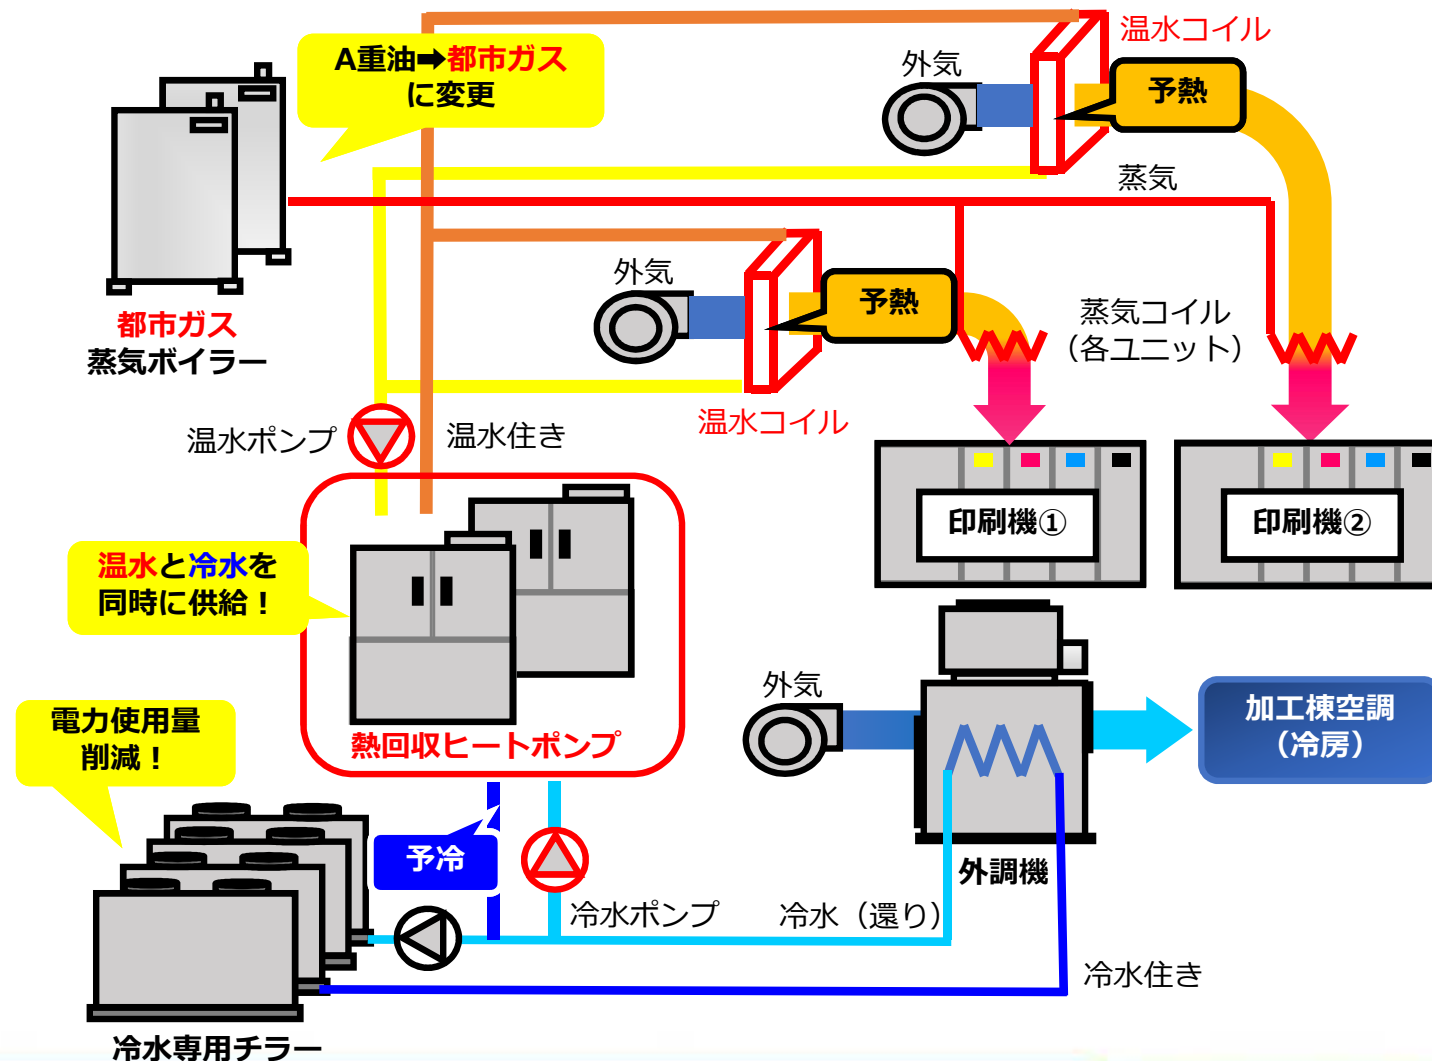 温水コイル
A重油➡都市ガス
に変更
外気
予熱
蒸気
外気
予熱
蒸気コイル
（各ユニット）
都市ガス
蒸気ボイラー
温水コイル
温水ポンプ
温水住き
印刷機①
印刷機②
温水と冷水を
同時に供給！
外気
電力使用量
削減！
熱回収ヒートポンプ
加工棟空調
（冷房）
予冷
外調機
冷水ポンプ
冷水（還り）
冷水住き
冷水専用チラー